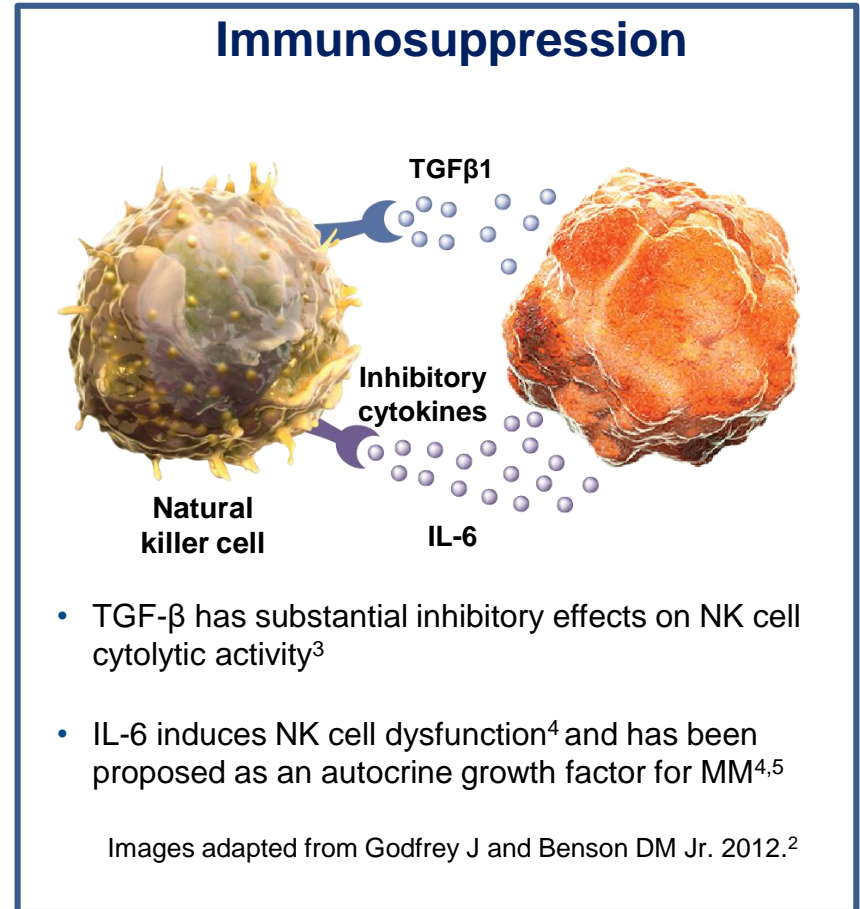 Immunosuppression
TGFβ1
Inhibitory
cytokines
Natural
killer cell
IL-6
• TGF-β has substantial inhibitory effects on NK cell
cytolytic activity³
• IL-6 induces NK cell dysfunction⁴ and has been
proposed as an autocrine growth factor for MM⁴,⁵
Images adapted from Godfrey J and Benson DM Jr. 2012.²